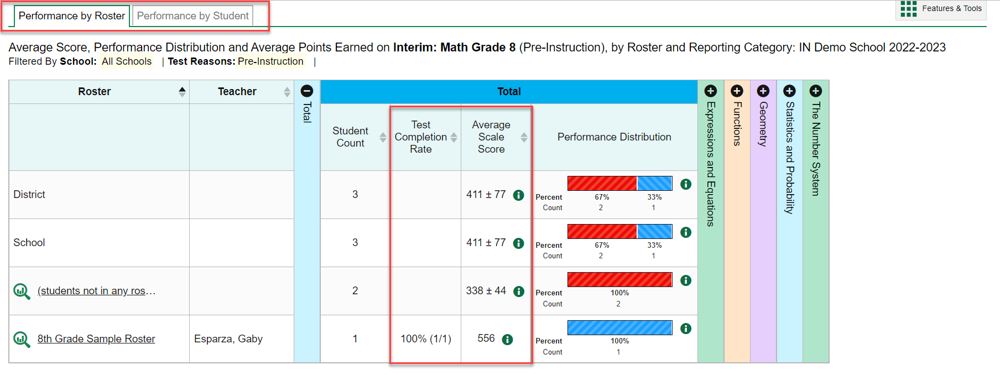 Performance by Roster
Performance by Student
Features & Tools
Average Score, Performance Distribution and Average Points Earned on Interim: Math Grade 8 (Pre-Instruction), by Roster and Reporting Category: IN Demo School 2022-2023
Filtered By School: All Schools | Test Reasons: Pre-Instruction |
Roster
Teacher
Total
Total
Student
Count
Test
Completion
Rate
Average
Scale
Score
Performance Distribution
Expressions and Equations
Functions
Geometry
Statistics and Probability
The Number System
District
3
411 ± 77
Percent 67% 33%
Count 2 1
School
3
411 ± 77
Percent 67% 33%
Count 2 1
(students not in any ros…
2
338 ± 44
Percent 100%
Count 2
8th Grade Sample Roster
Esparza, Gaby
1
100% (1/1)
556
Percent 100%
Count 1